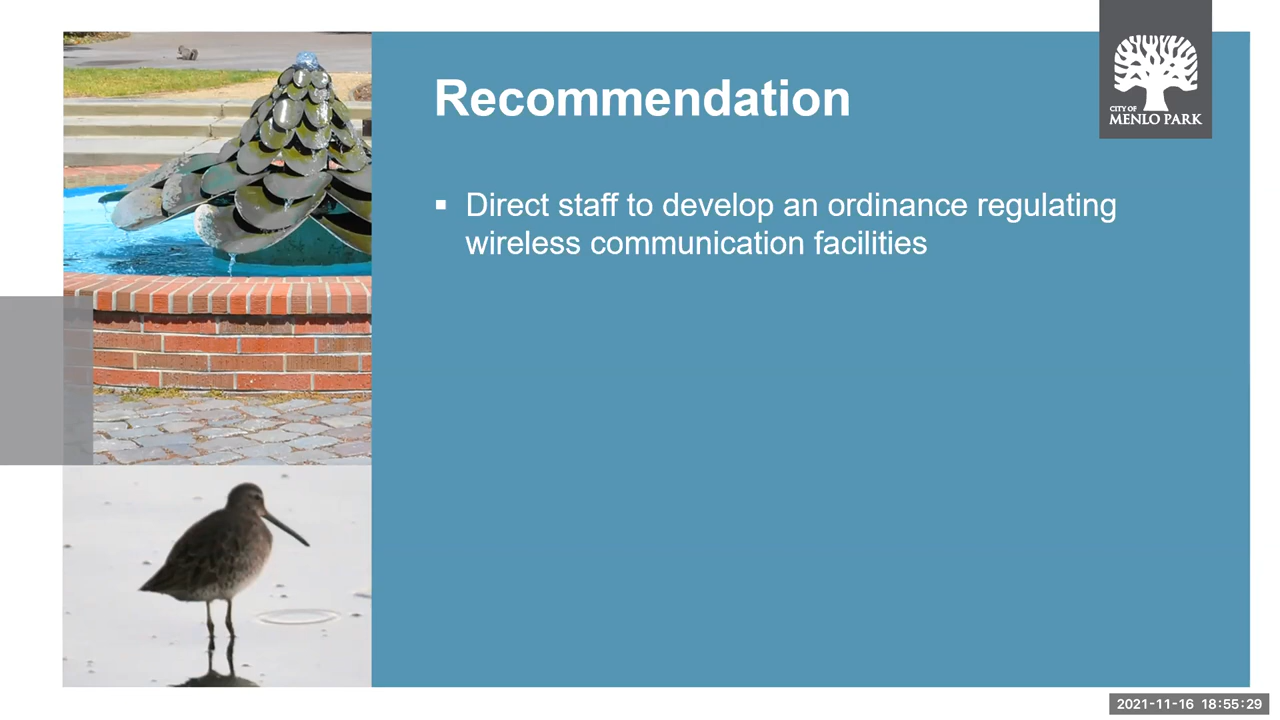 Recommendation
CITY OF
MENLO PARK
▪ Direct staff to develop an ordinance regulating
wireless communication facilities
2021-11-16 18:55:29